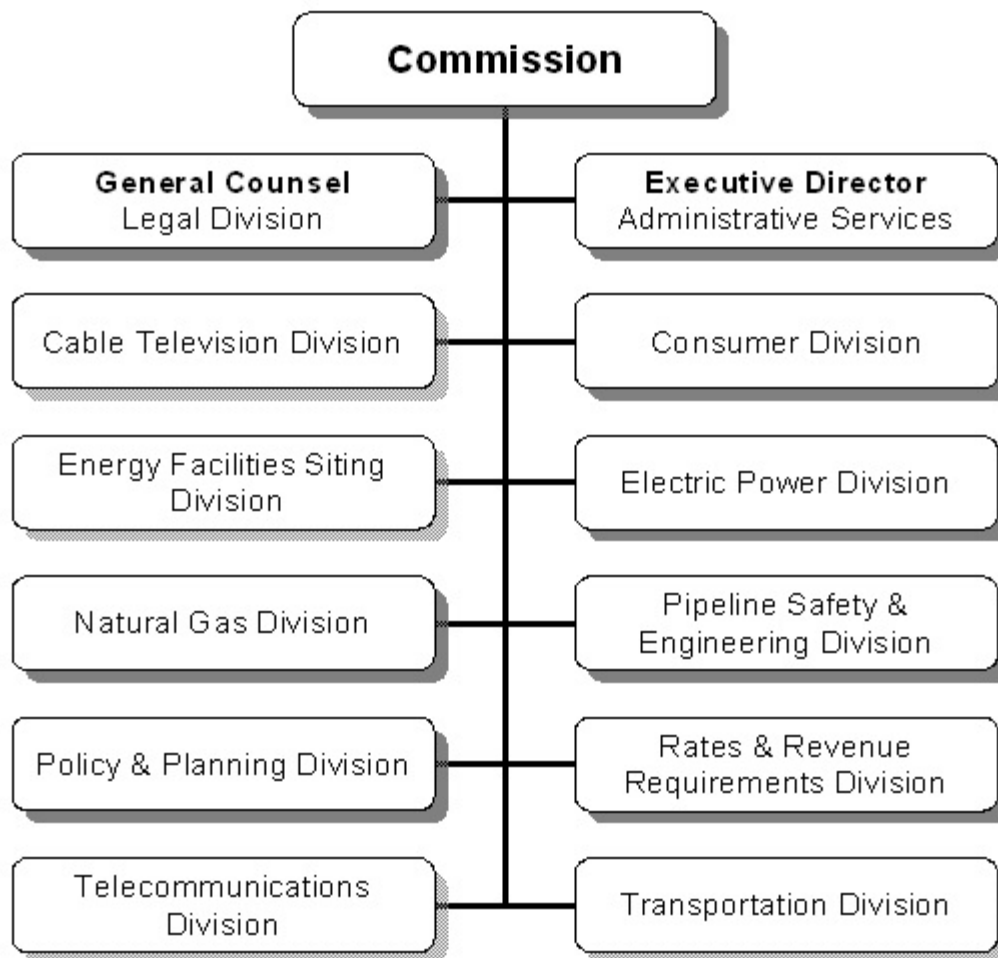 Commission
General Counsel
Legal Division
Executive Director
Administrative Services
Cable Television Division
Consumer Division
Energy Facilities Siting
Division
Electric Power Division
Natural Gas Division
Pipeline Safety &
Engineering Division
Policy & Planning Division
Rates & Revenue
Requirements Division
Telecommunications
Division
Transportation Division